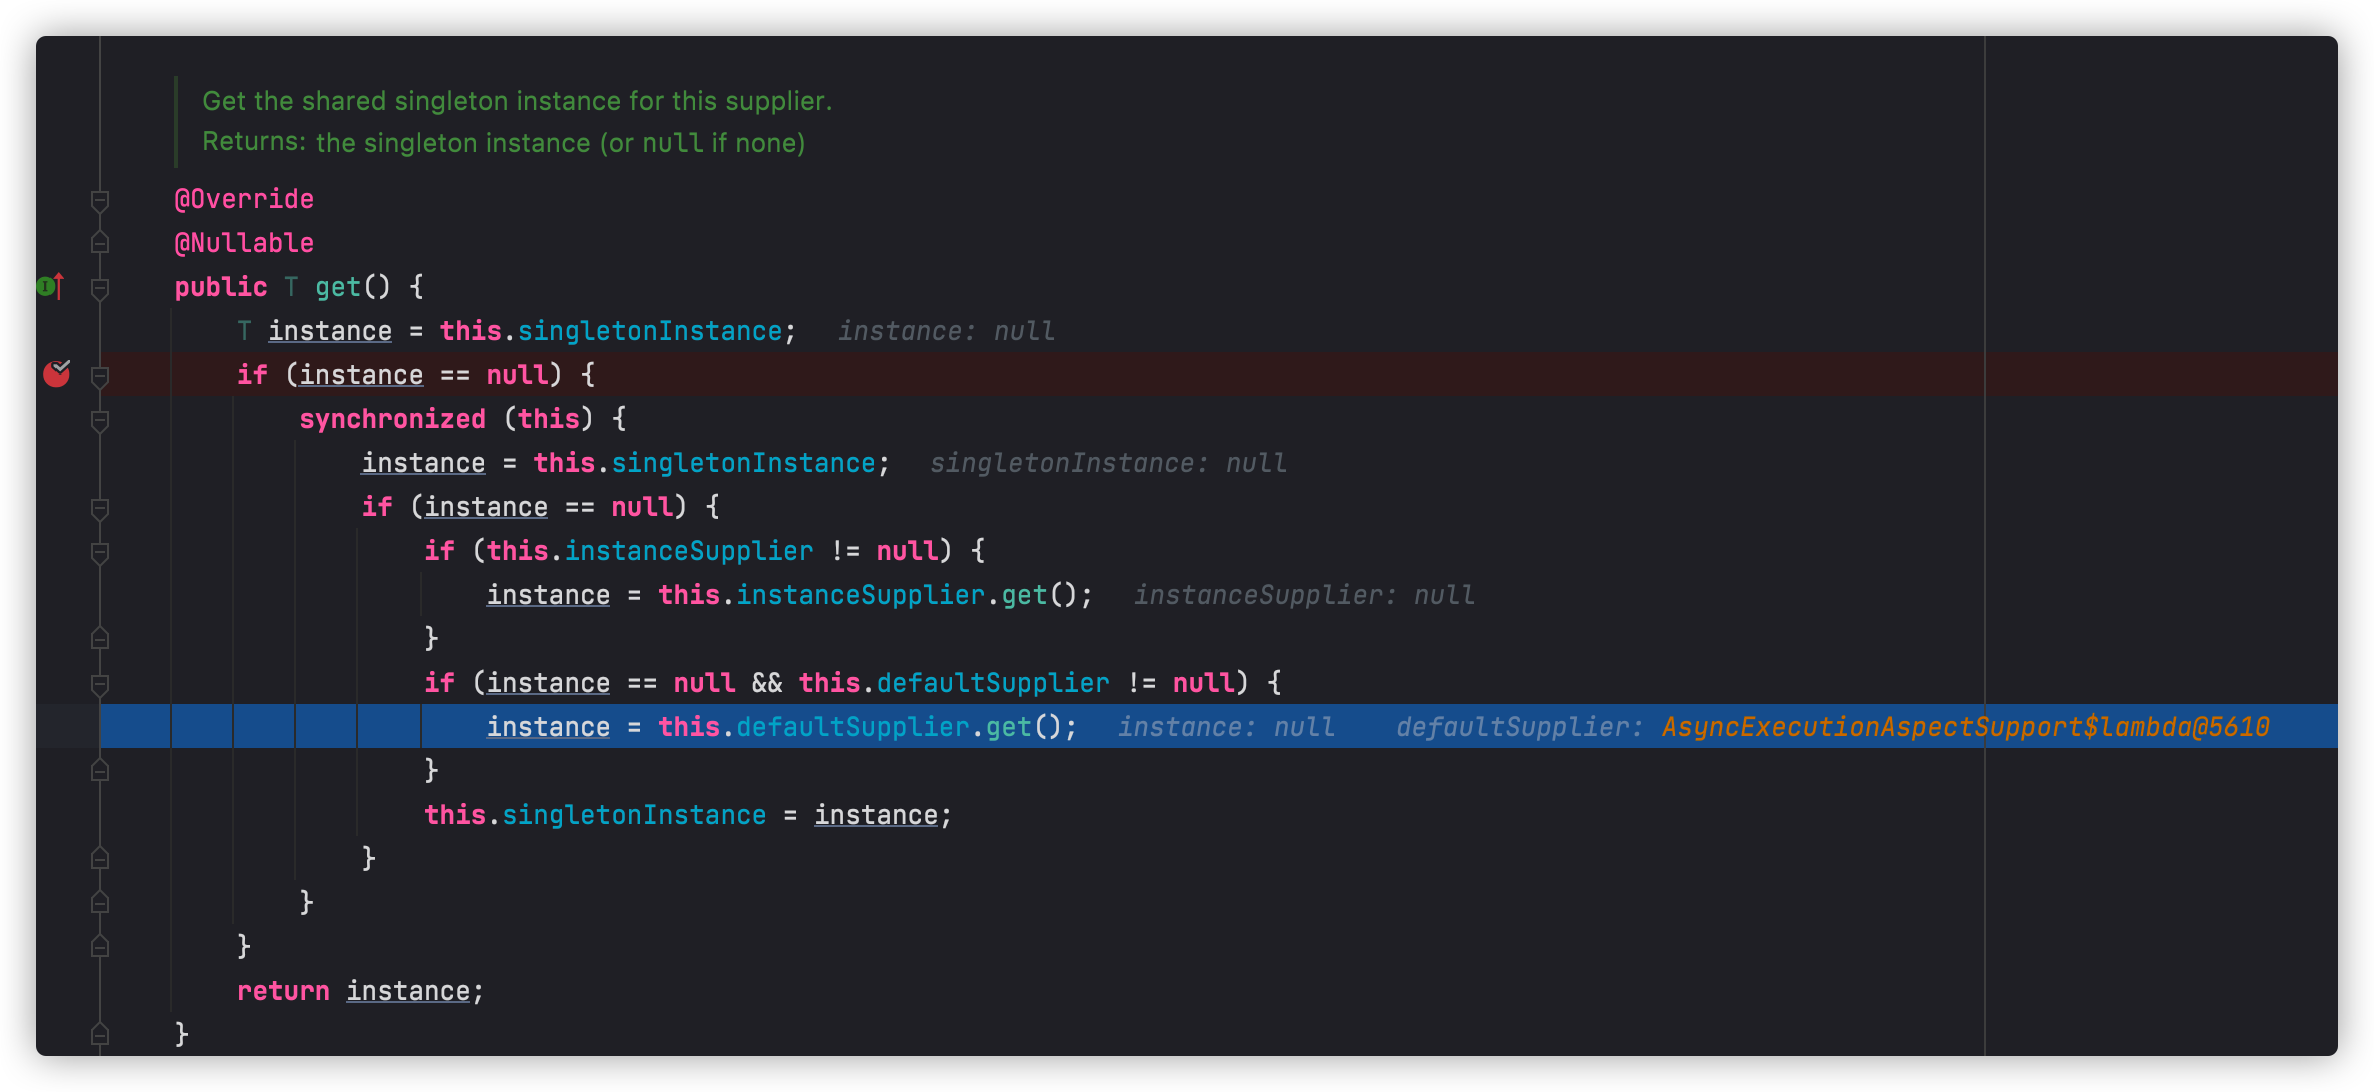 Get the shared singleton instance for this supplier.
Returns: the singleton instance (or null if none)
@Override
@Nullable
public T get() {
T instance = this.singletonInstance; instance: null
if (instance == null) {
synchronized (this) {
instance = this.singletonInstance; singletonInstance: null
if (instance == null) {
if (this.instanceSupplier != null) {
instance = this.instanceSupplier.get(); instanceSupplier: null
}
if (instance == null && this.defaultSupplier != null) {
instance = this.defaultSupplier.get(); instance: null defaultSupplier: AsyncExecutionAspectSupport$lambda@5610
}
this.singletonInstance = instance;
}
}
}
return instance;
}